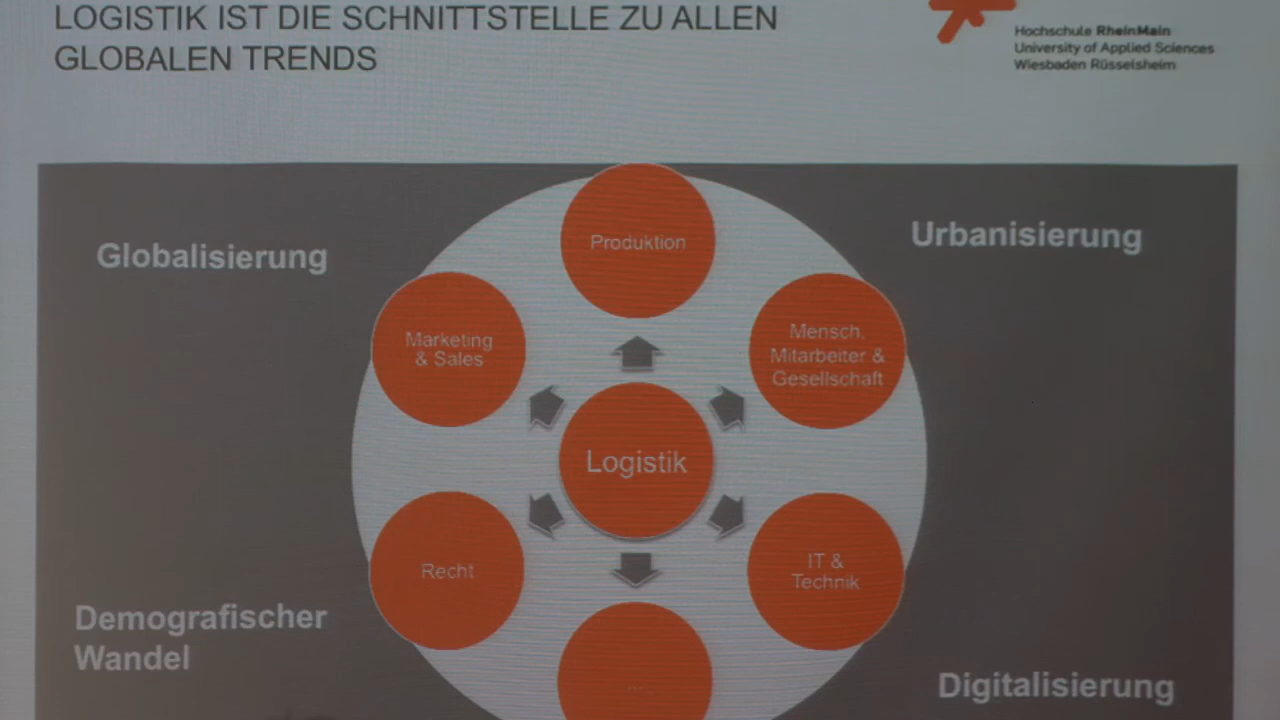 LOGISTIK IST DIE SCHNITTSTELLE ZU ALLEN
GLOBALEN TRENDS
Hochschule RheinMain
University of Applied Sciences
Wiesbaden Rüsselsheim
Globalisierung
Urbanisierung
Produktion
Marketing
& Sales
Mensch,
Mitarbeiter &
Gesellschaft
Logistik
Recht
IT &
Technik
.....
Demografischer
Wandel
Digitalisierung